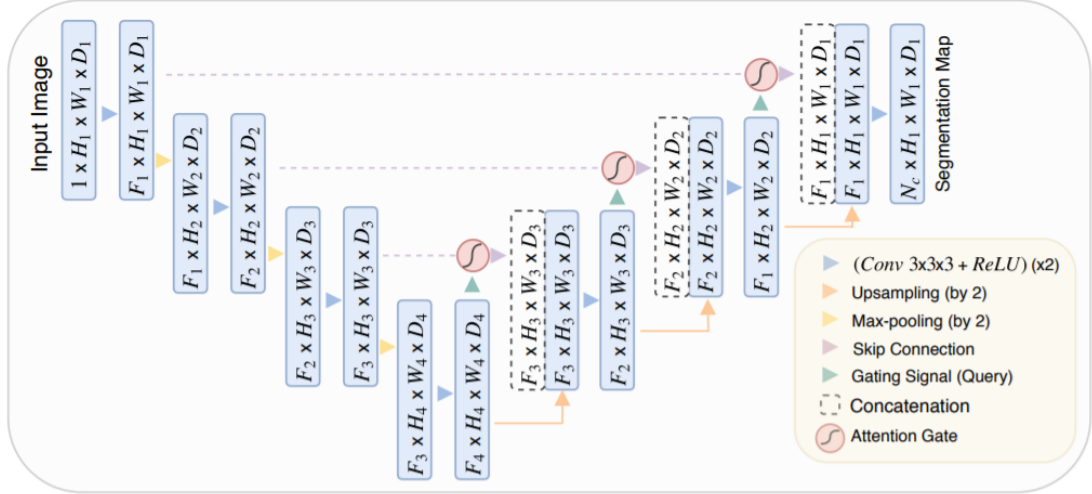 Input Image
1 x H₁ x W₁ x D₁
F₁ x H₁ x W₁ x D₁
F₁ x H₂ x W₂ x D₂
F₂ x H₂ x W₂ x D₂
F₂ x H₃ x W₃ x D₃
F₃ x H₃ x W₃ x D₃
F₃ x H₄ x W₄ x D₄
F₄ x H₄ x W₄ x D₄
F₃ x H₃ x W₃ x D₃
F₃ x H₃ x W₃ x D₃
F₂ x H₃ x W₃ x D₃
F₂ x H₂ x W₂ x D₂
F₂ x H₂ x W₂ x D₂
F₁ x H₂ x W₂ x D₂
F₁ x H₁ x W₁ x D₁
F₁ x H₁ x W₁ x D₁
N꜀ x H₁ x W₁ x D₁
Segmentation Map
(Conv 3x3x3 + ReLU) (x2)
Upsampling (by 2)
Max-pooling (by 2)
Skip Connection
Gating Signal (Query)
Concatenation
Attention Gate